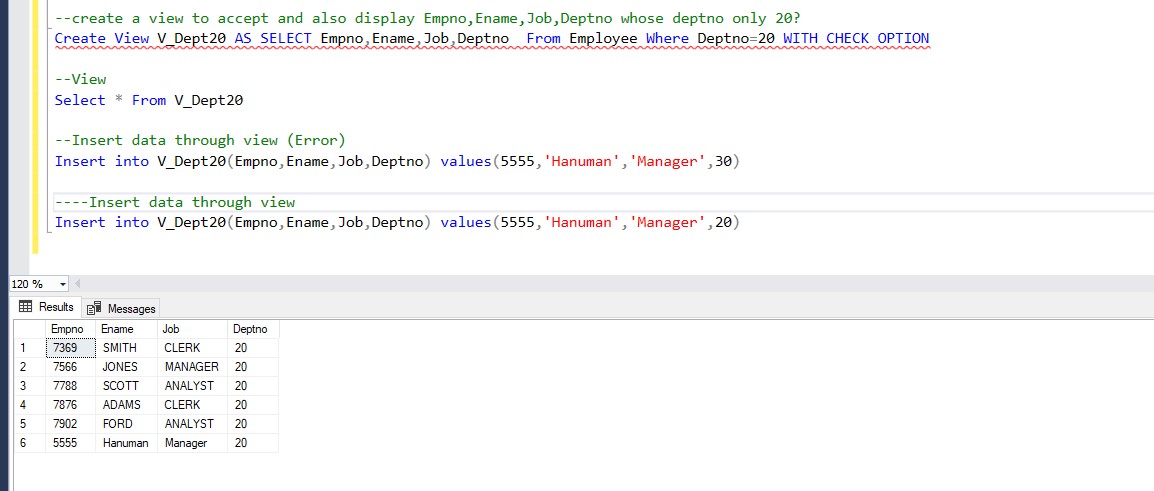 --create a view to accept and also display Empno,Ename,Job,Deptno whose deptno only 20?
Create View V_Dept20 AS SELECT Empno,Ename,Job,Deptno  From Employee Where Deptno=20 WITH CHECK OPTION
--View
Select * From V_Dept20
--Insert data through view (Error)
Insert into V_Dept20(Empno,Ename,Job,Deptno) values(5555,'Hanuman','Manager',30)
----Insert data through view
Insert into V_Dept20(Empno,Ename,Job,Deptno) values(5555,'Hanuman','Manager',20)
120 %
Results Messages
Empno Ename Job Deptno
1 7369 SMITH CLERK 20
2 7566 JONES MANAGER 20
3 7788 SCOTT ANALYST 20
4 7876 ADAMS CLERK 20
5 7902 FORD ANALYST 20
6 5555 Hanuman Manager 20